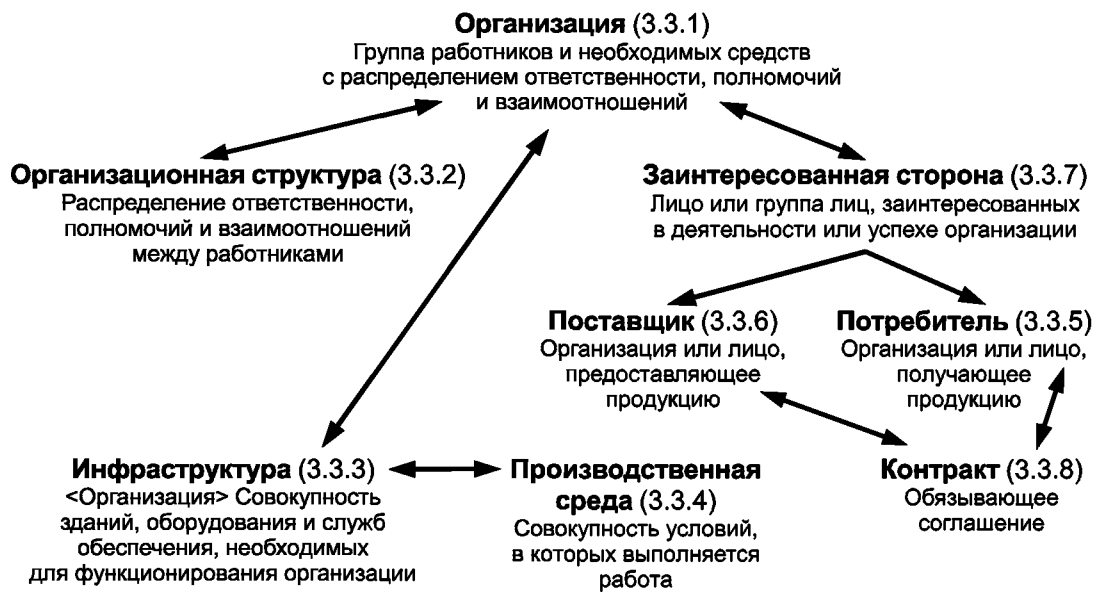 Организация (3.3.1)
Группа работников и необходимых средств
с распределением ответственности, полномочий
и взаимоотношений
Организационная структура (3.3.2)
Распределение ответственности,
полномочий и взаимоотношений
между работниками
Заинтересованная сторона (3.3.7)
Лицо или группа лиц, заинтересованных
в деятельности или успехе организации
Поставщик (3.3.6)
Организация или лицо,
предоставляющее
продукцию
Потребитель (3.3.5)
Организация или лицо,
получающее
продукцию
Инфраструктура (3.3.3)
<Организация> Совокупность
зданий, оборудования и служб
обеспечения, необходимых
для функционирования организации
Производственная
среда (3.3.4)
Совокупность условий,
в которых выполняется
работа
Контракт (3.3.8)
Обязывающее
соглашение